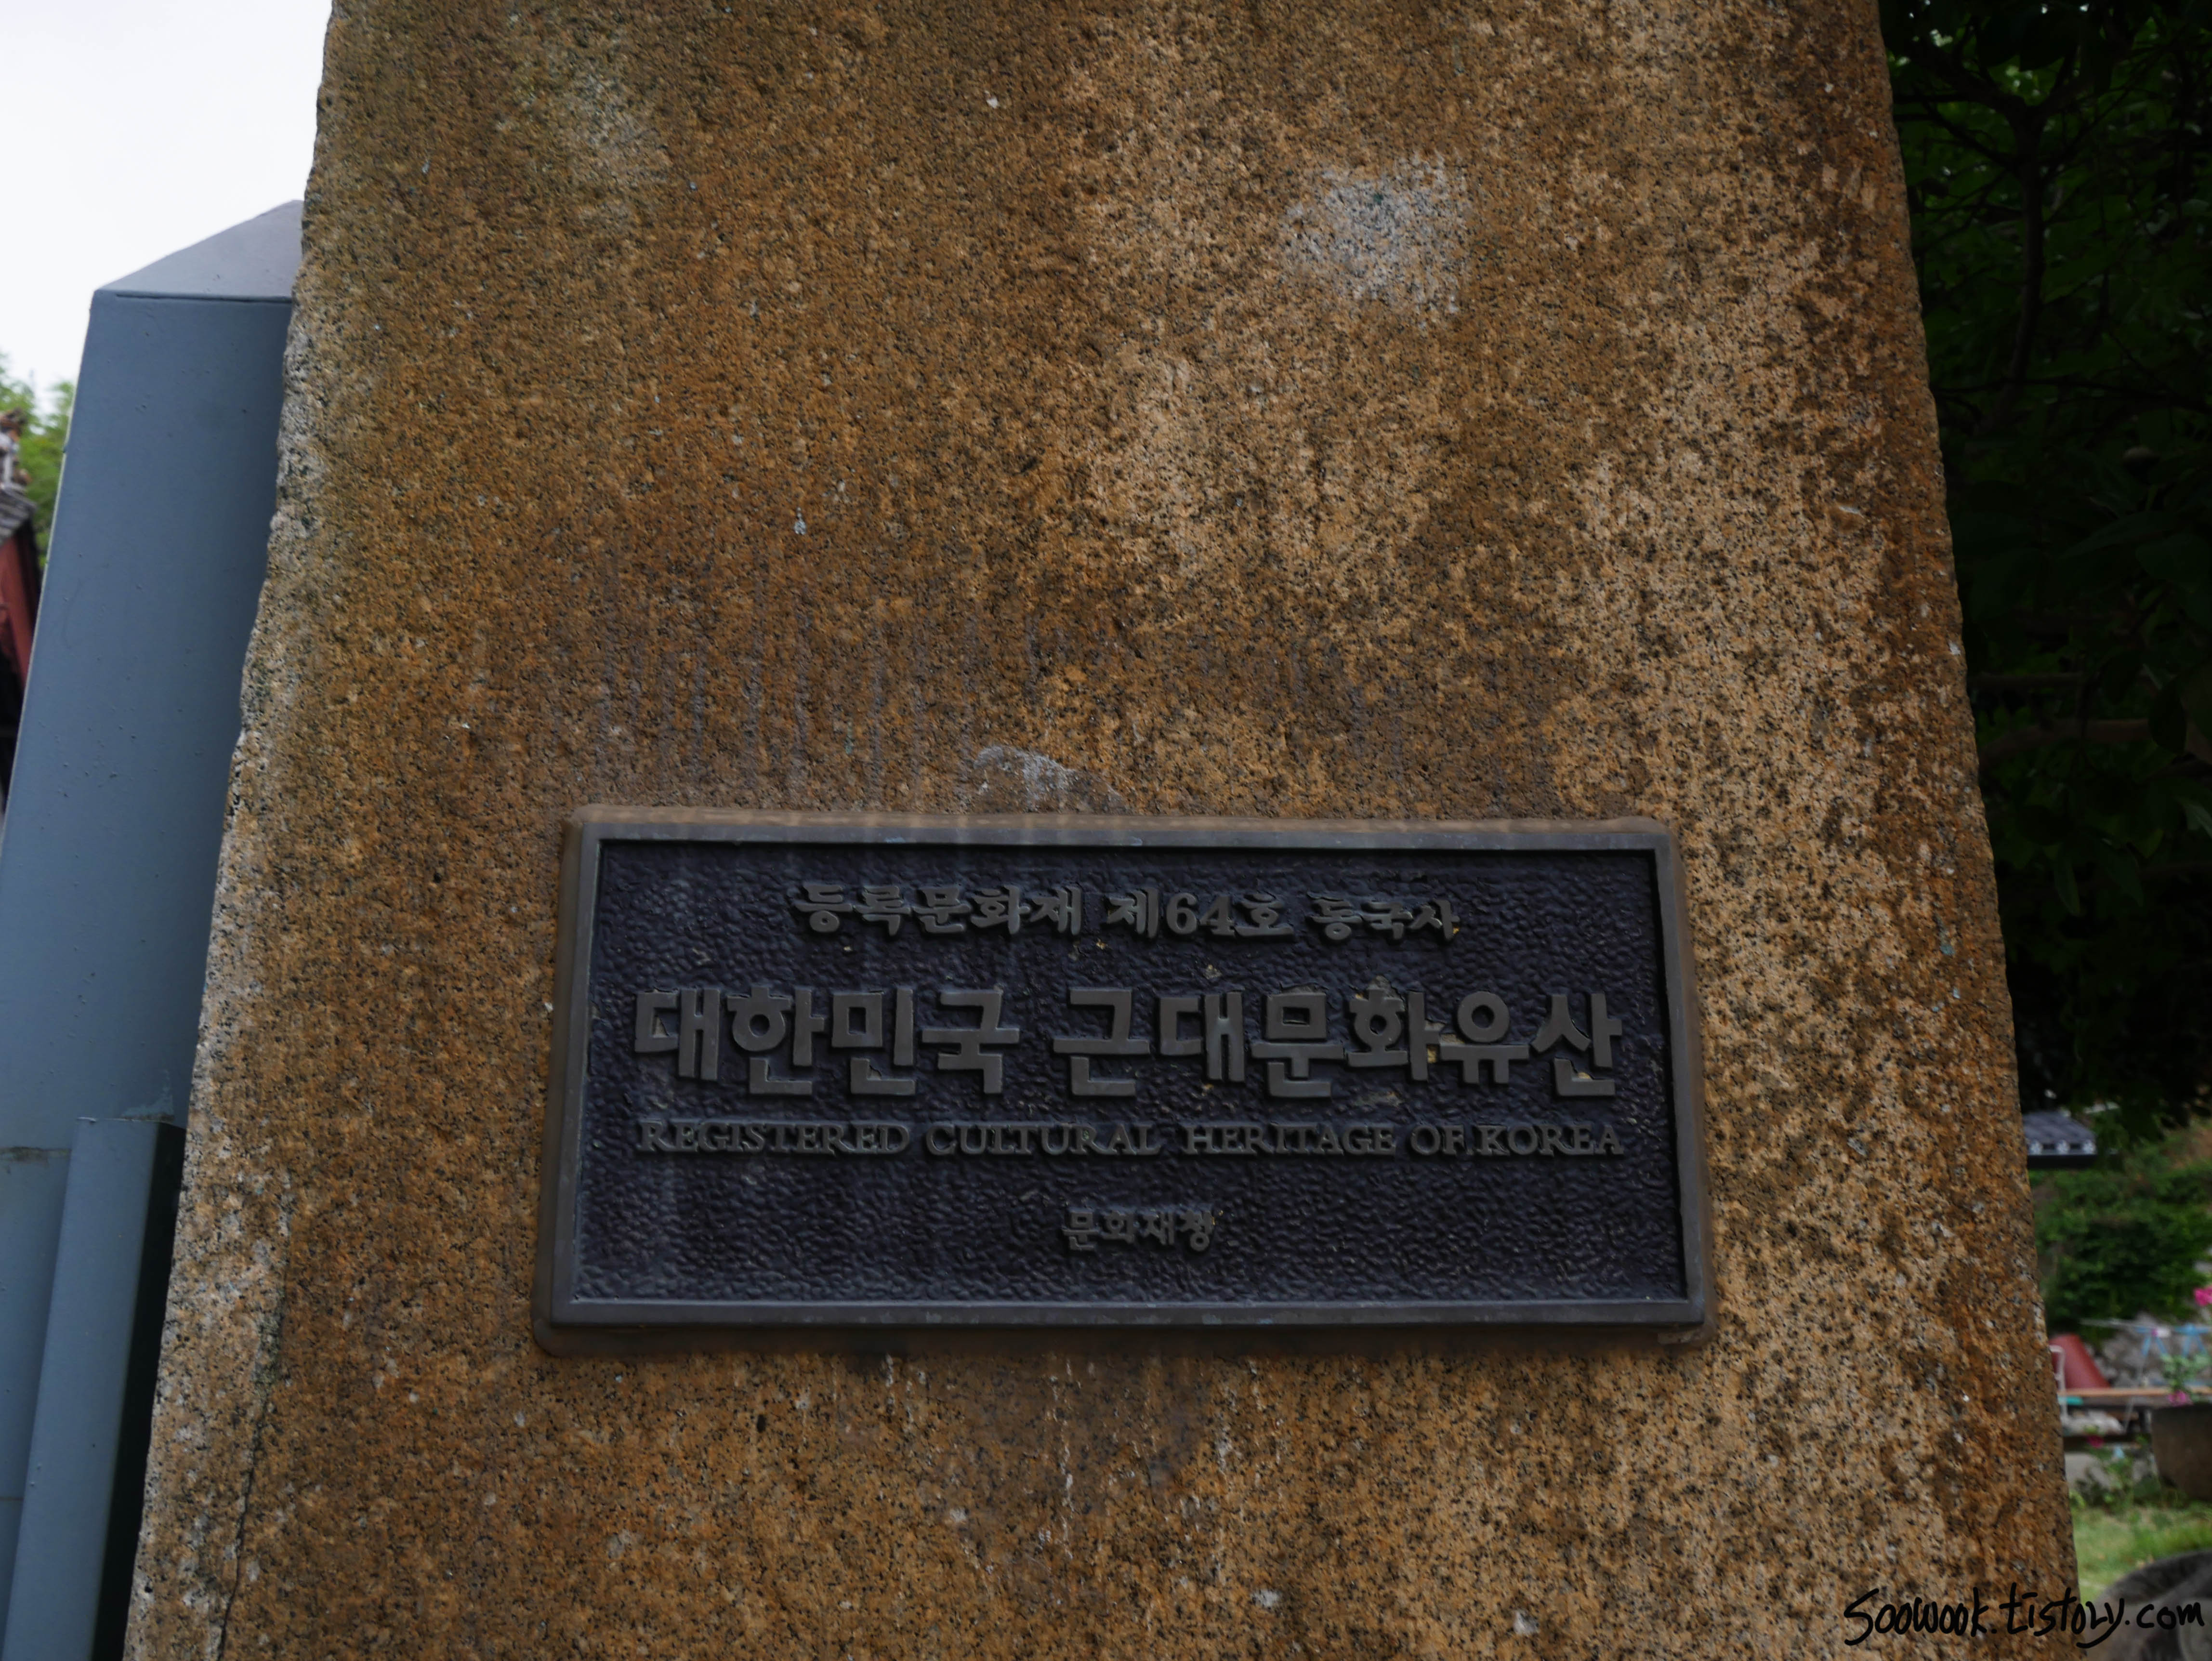 등록문화재 제64호 동국사
대한민국 근대문화유산
REGISTERED CULTURAL HERITAGE OF KOREA
문화재청
Soowook.tistory.com